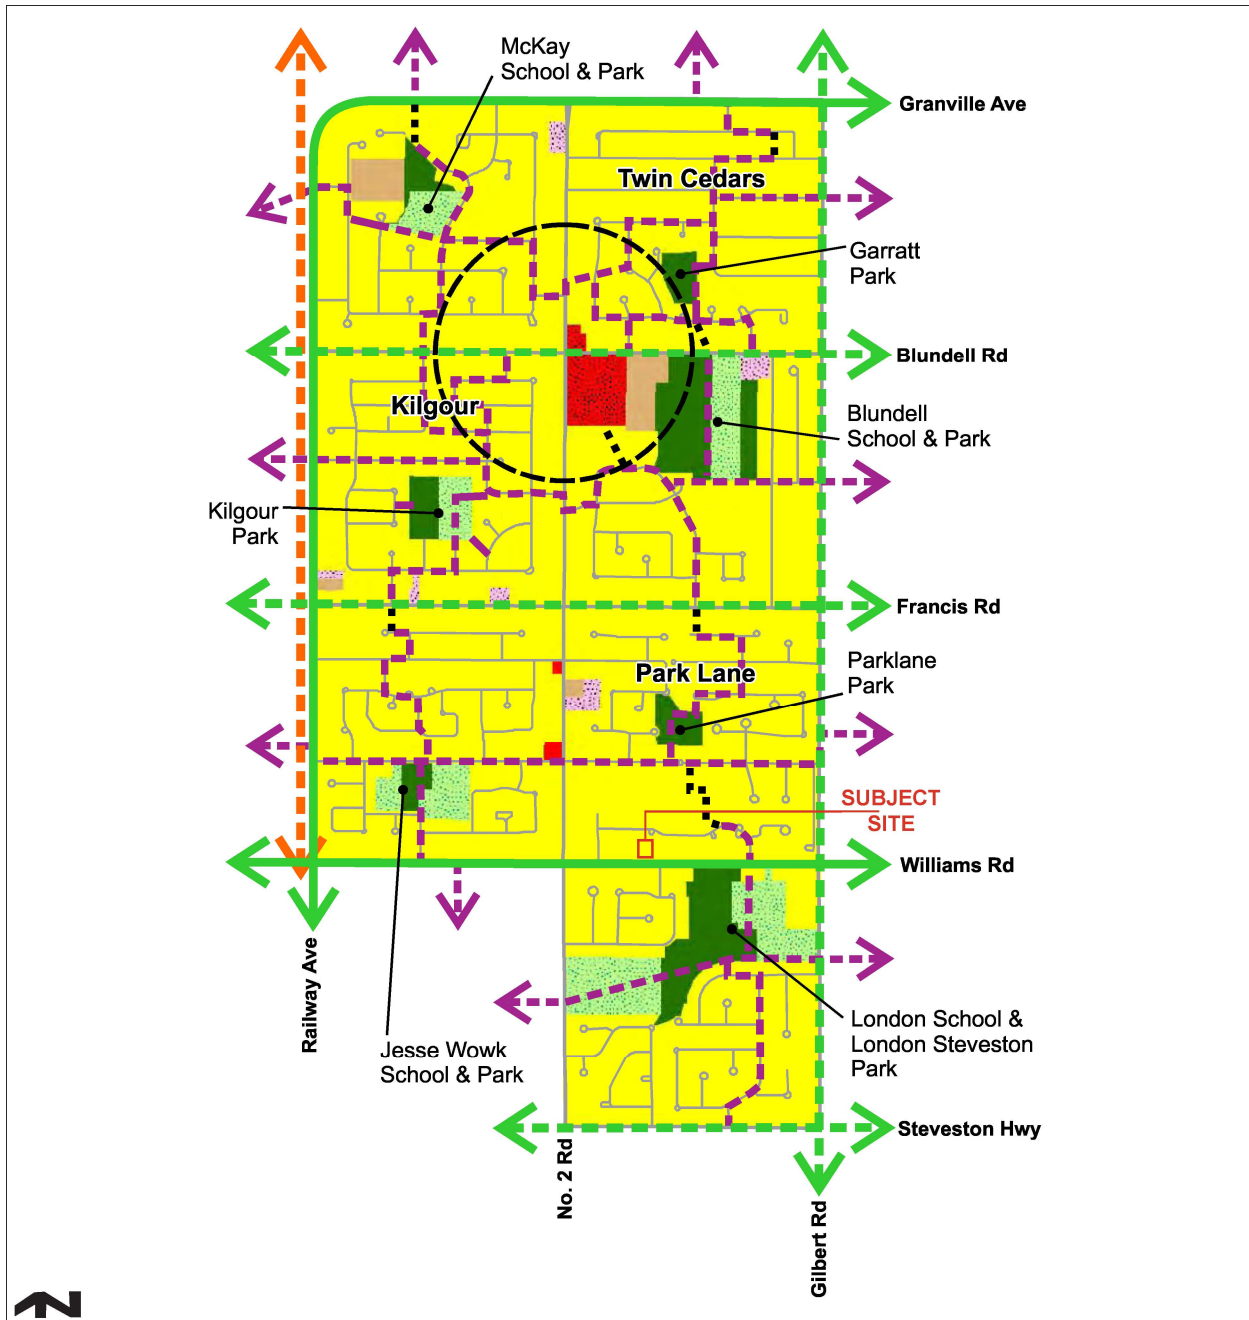 McKay
School & Park
Granville Ave
Twin Cedars
Garratt
Park
Blundell Rd
Kilgour
Blundell
School & Park
Kilgour
Park
Francis Rd
Park Lane
Parklane
Park
SUBJECT
SITE
Williams Rd
Railway Ave
London School &
London Steveston
Park
Jesse Wowk
School & Park
Steveston Hwy
No. 2 Rd
Gilbert Rd
N